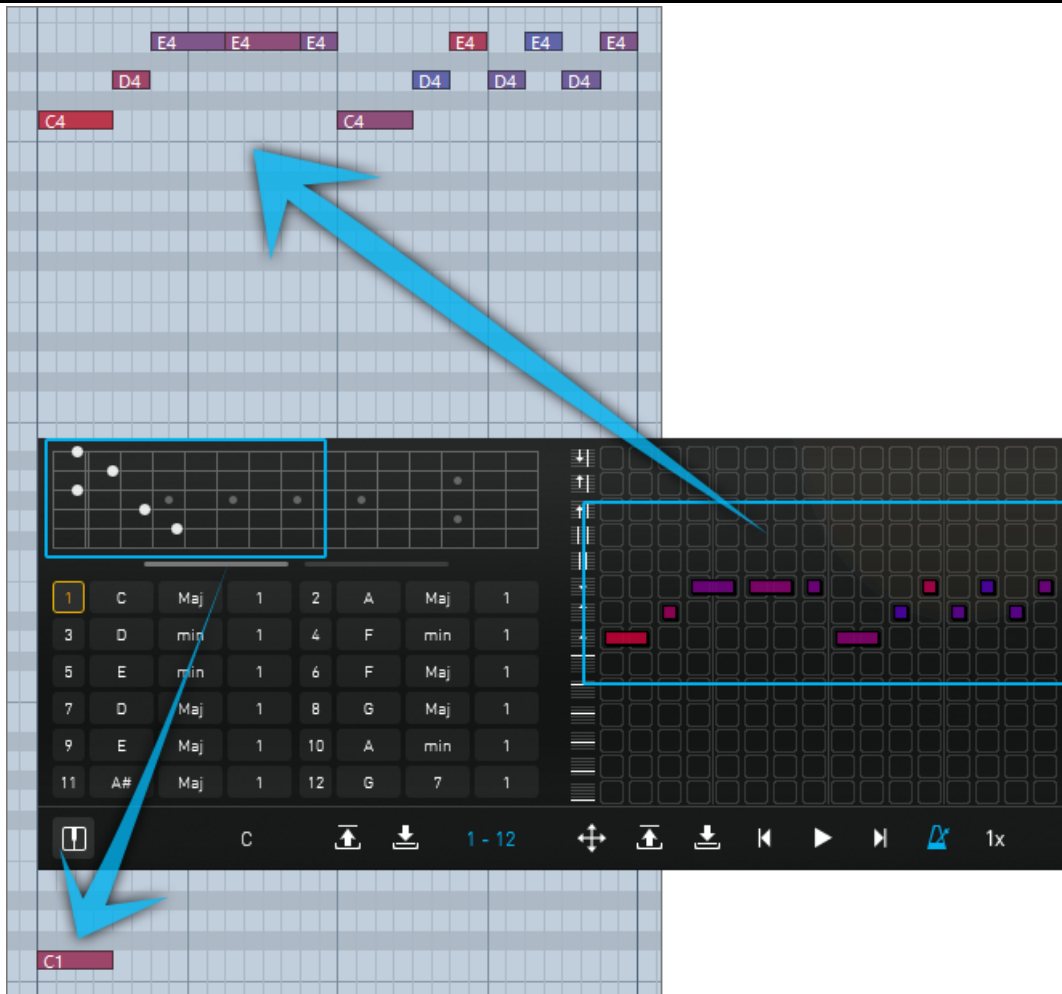 E4 E4 E4 E4 E4 E4
D4 D4 D4 D4
C4 C4
1 C Maj 1 2 A Maj 1
3 D min 1 4 F min 1
5 E min 1 6 F Maj 1
7 D Maj 1 8 G Maj 1
9 E Maj 1 10 A min 1
11 A# Maj 1 12 G 7 1
C 1 - 12 1x
C1